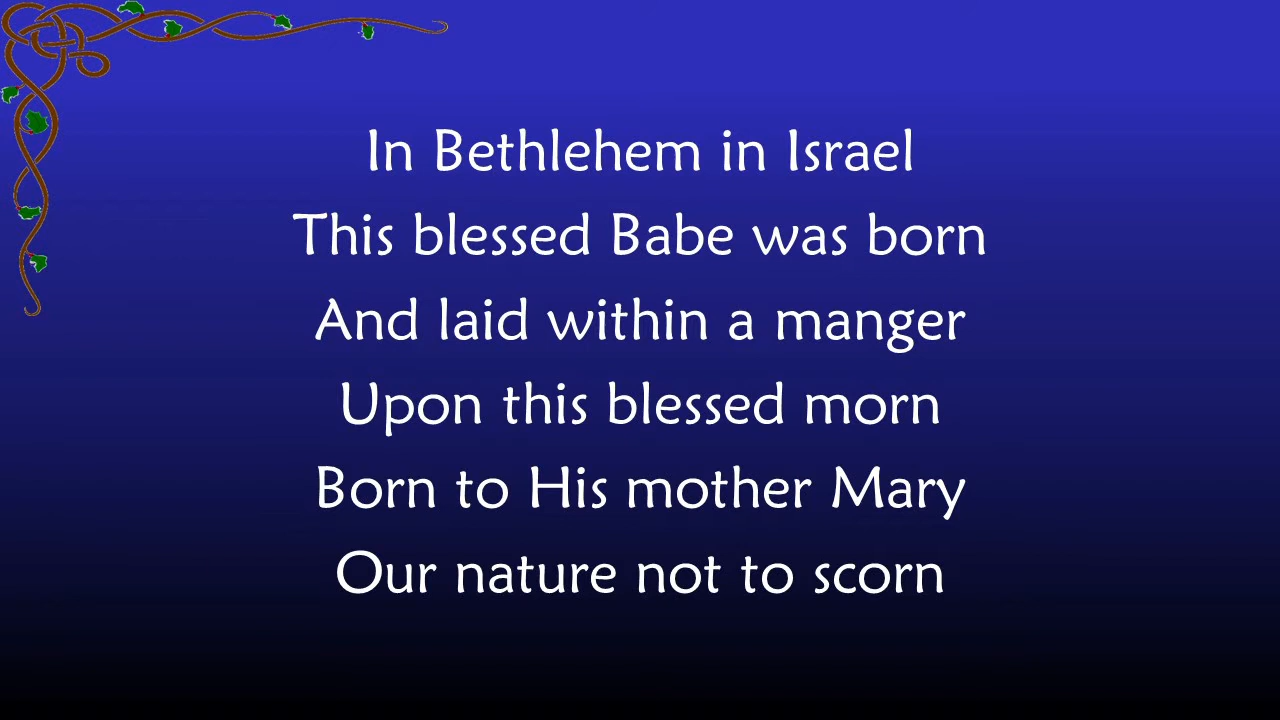 In Bethlehem in Israel
This blessed Babe was born
And laid within a manger
Upon this blessed morn
Born to His mother Mary
Our nature not to scorn